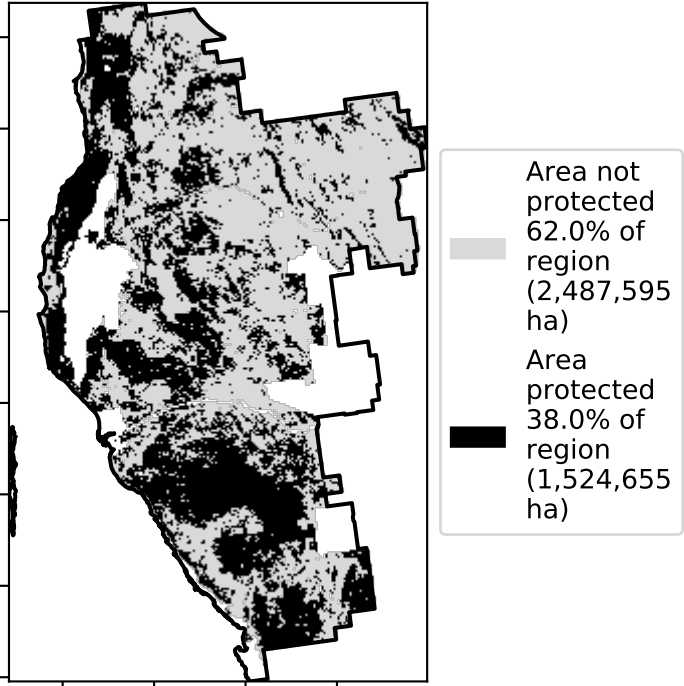 Area not
protected
62.0% of
region
(2,487,595
ha)
Area
protected
38.0% of
region
(1,524,655
ha)